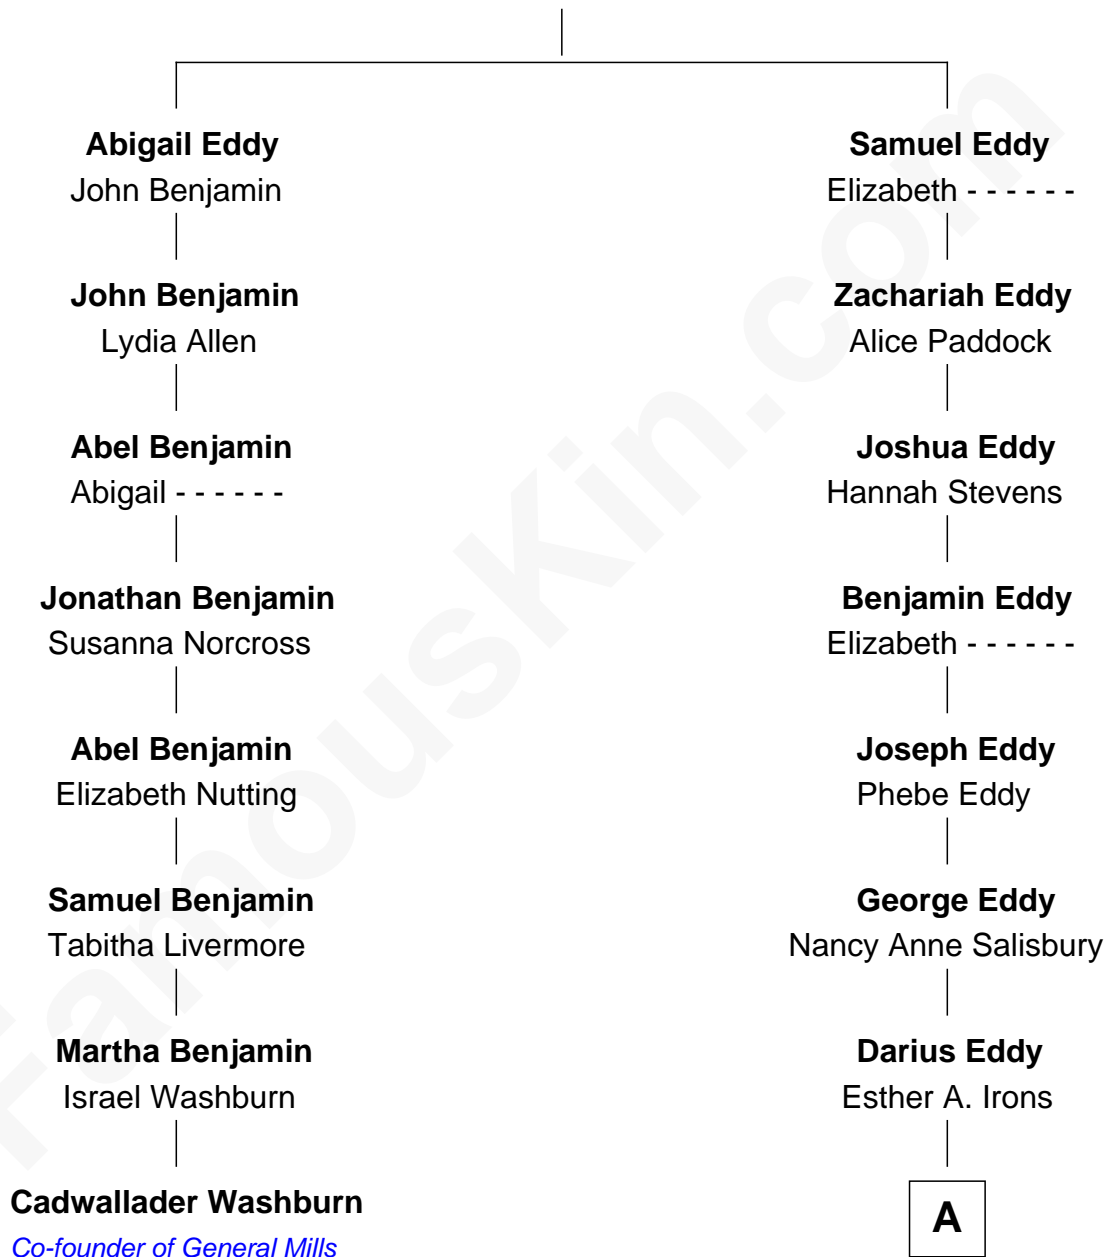 Abigail Eddy
John Benjamin
Samuel Eddy
Elizabeth - - - - - -
John Benjamin
Lydia Allen
Zachariah Eddy
Alice Paddock
Abel Benjamin
Abigail - - - - - -
Joshua Eddy
Hannah Stevens
Jonathan Benjamin
Susanna Norcross
Benjamin Eddy
Elizabeth - - - - - -
Abel Benjamin
Elizabeth Nutting
Joseph Eddy
Phebe Eddy
Samuel Benjamin
Tabitha Livermore
George Eddy
Nancy Anne Salisbury
Martha Benjamin
Israel Washburn
Darius Eddy
Esther A. Irons
Cadwallader Washburn
Co-founder of General Mills
A
FamousKin.com